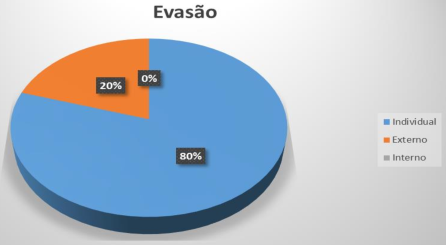 Evasão
0%
20%
80%
Individual
Externo
Interno